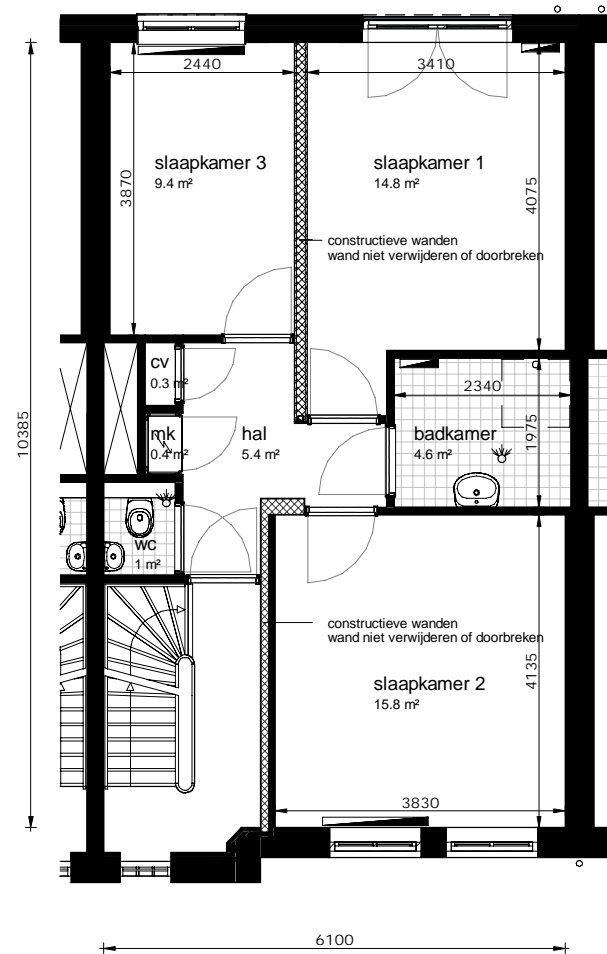 2440
3410
slaapkamer 3
9.4 m²
slaapkamer 1
14.8 m²
3870
4075
constructieve wanden
wand niet verwijderen of doorbreken
cv
0.3 m²
2340
10385
mk
0.4 m²
hal
5.4 m²
badkamer
4.6 m²
1975
wc
1 m²
constructieve wanden
wand niet verwijderen of doorbreken
4135
slaapkamer 2
15.8 m²
3830
6100